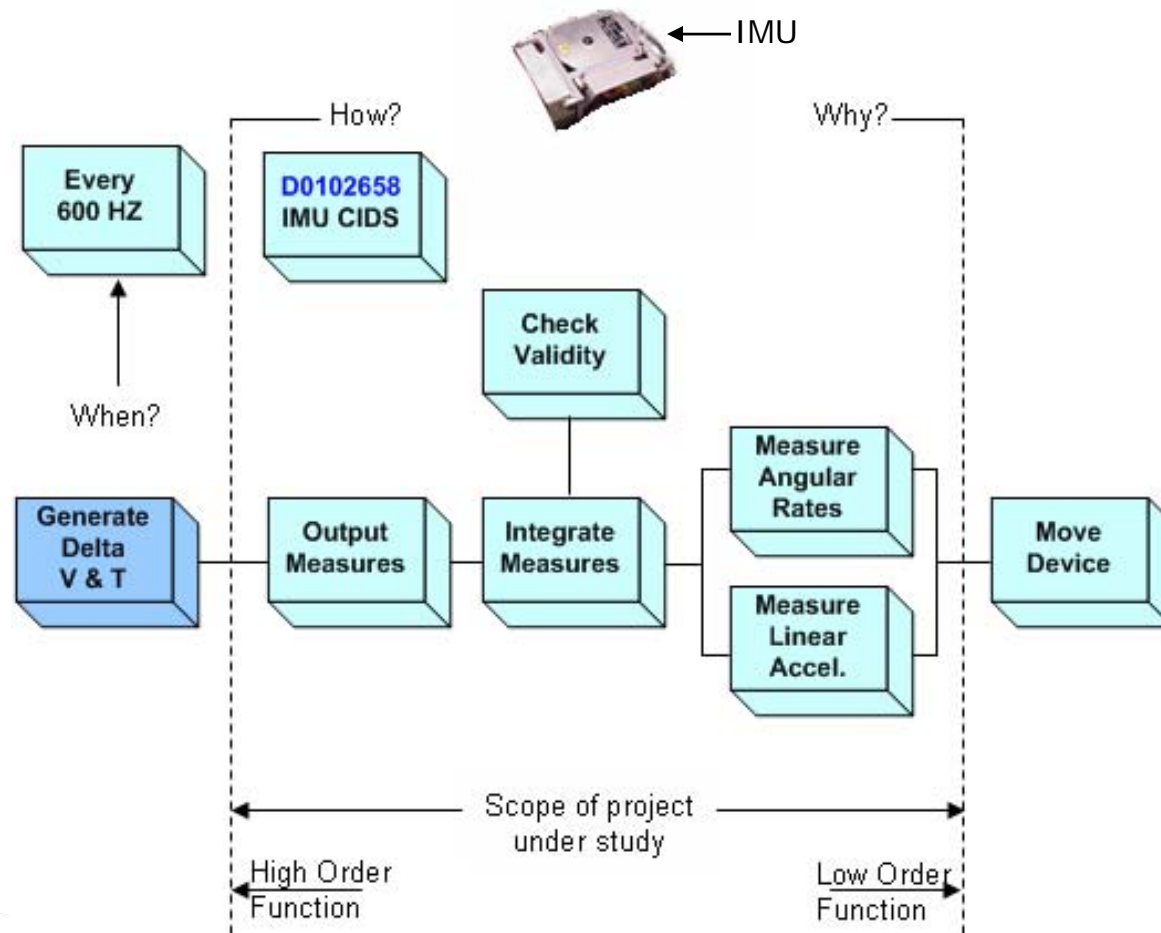 IMU
How?
Why?
Every
600 HZ
D0102658
IMU CIDS
Check
Validity
When?
Generate
Delta
V & T
Output
Measures
Integrate
Measures
Measure
Angular
Rates
Measure
Linear
Accel.
Move
Device
Scope of project
under study
High Order
Function
Low Order
Function